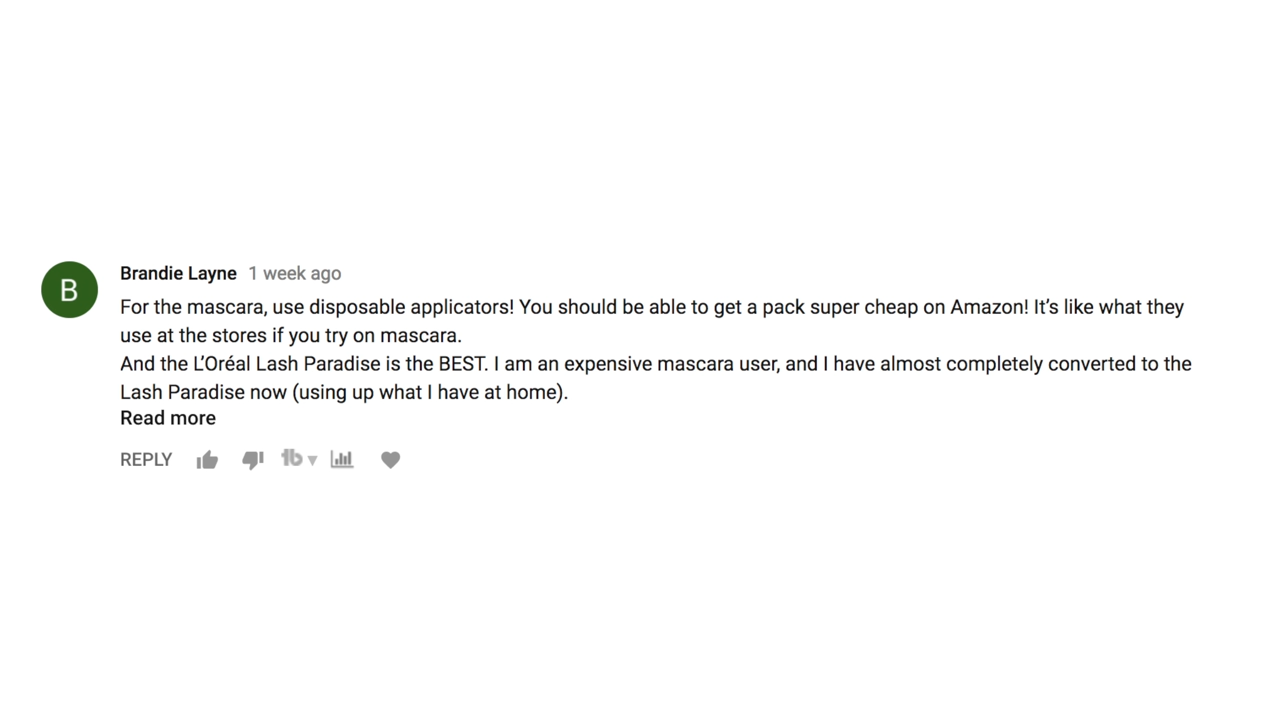 B
Brandie Layne 1 week ago
For the mascara, use disposable applicators! You should be able to get a pack super cheap on Amazon! It’s like what they
use at the stores if you try on mascara.
And the L’Oréal Lash Paradise is the BEST. I am an expensive mascara user, and I have almost completely converted to the
Lash Paradise now (using up what I have at home).
Read more
REPLY tb